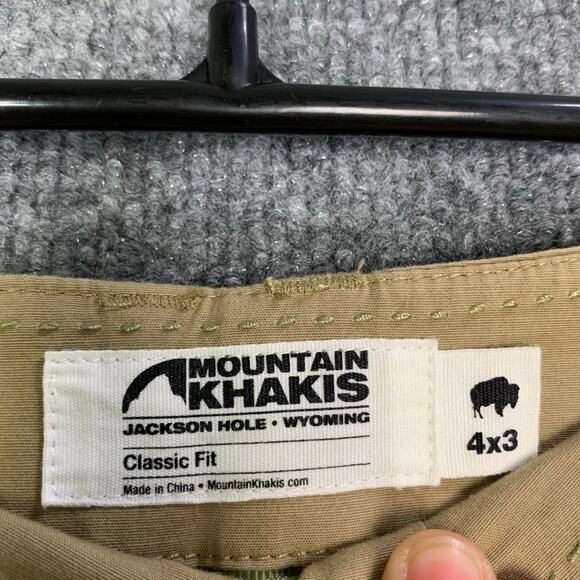 MOUNTAIN
KHAKIS
JACKSON HOLE • WYOMING
Classic Fit
Made in China • MountainKhakis com
4x3